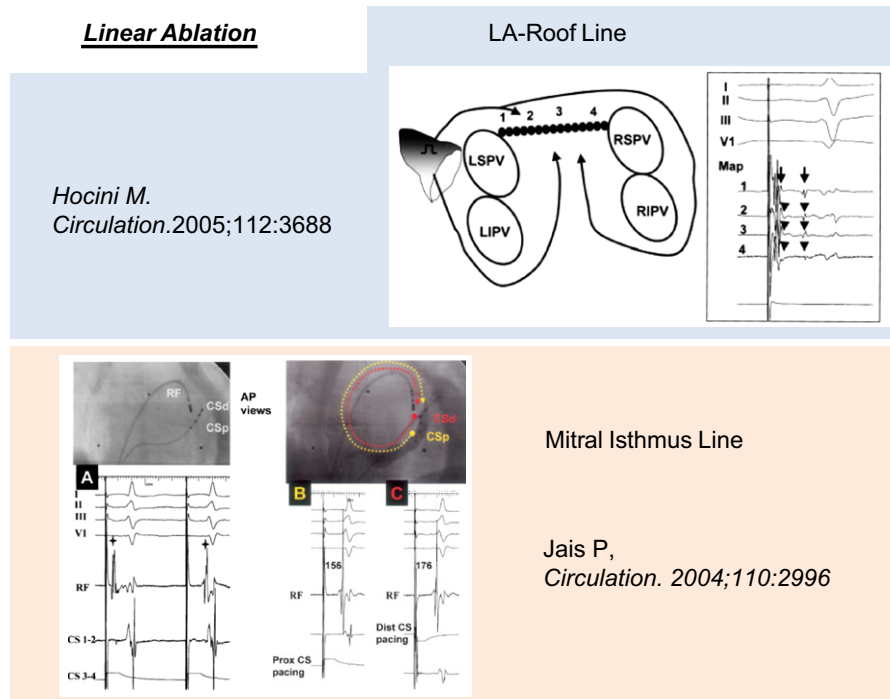 Linear Ablation
LA-Roof Line
Hocini M.
Circulation.2005;112:3688
1 2 3 4
LSPV
RSPV
LIPV
RIPV
I
II
III
V1
Map
1
2
3
4
RF
CSd
CSp
AP
views
CSd
CSp
A
I
II
III
V1
RF
CS 1-2
CS 3-4
B
C
156
176
RF
RF
Prox CS
pacing
Dist CS
pacing
Mitral Isthmus Line
Jais P,
Circulation. 2004;110:2996